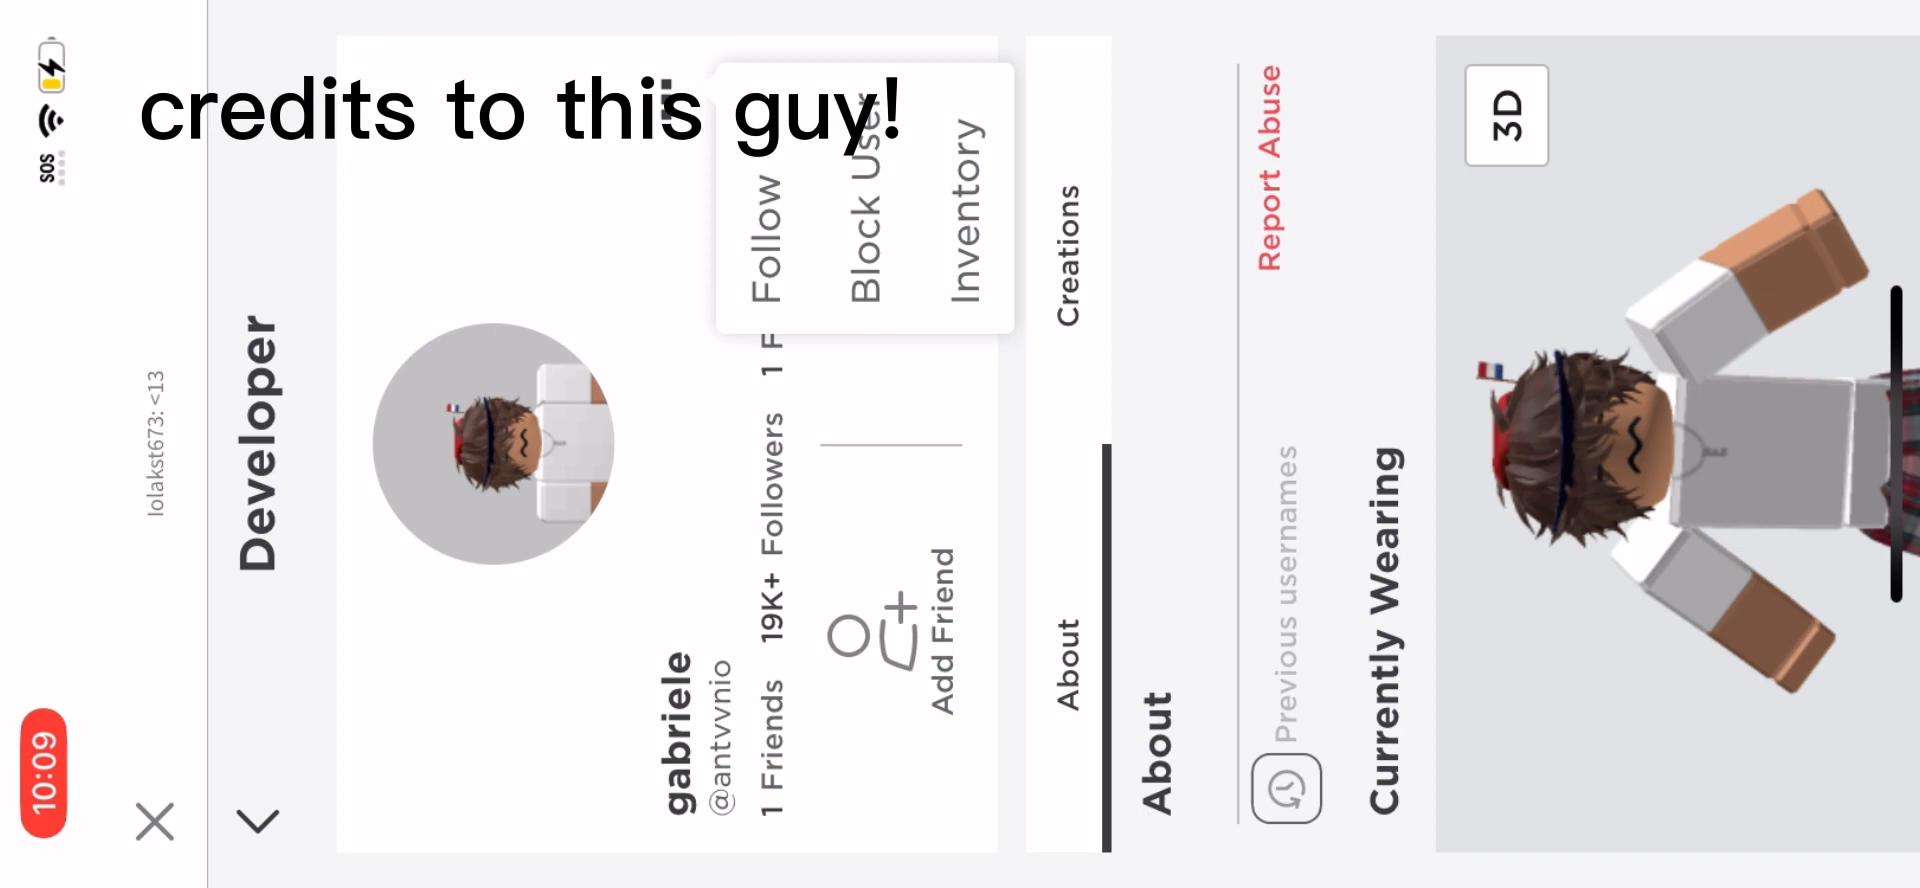 credits to this guy!
10:09
SOS
lolakst673: <13
Developer
gabriele
@antvvnio
1 Friends 19K+ Followers 1 F
Follow
Block User
Inventory
Add Friend
About Creations
About
Previous usernames Report Abuse
Currently Wearing
3D